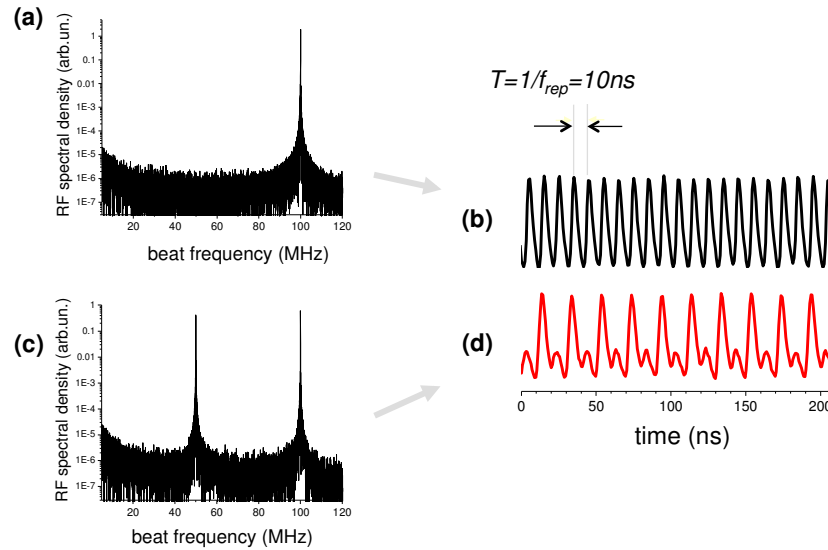 (a)
RF spectral density (arb.un.)
1
0.1
0.01
1E-3
1E-4
1E-5
1E-6
1E-7
20 40 60 80 100 120
beat frequency (MHz)
T=1/frep=10ns
(b)
(c)
RF spectral density (arb.un.)
1
0.1
0.01
1E-3
1E-4
1E-5
1E-6
1E-7
20 40 60 80 100 120
beat frequency (MHz)
(d)
0 50 100 150 200
time (ns)